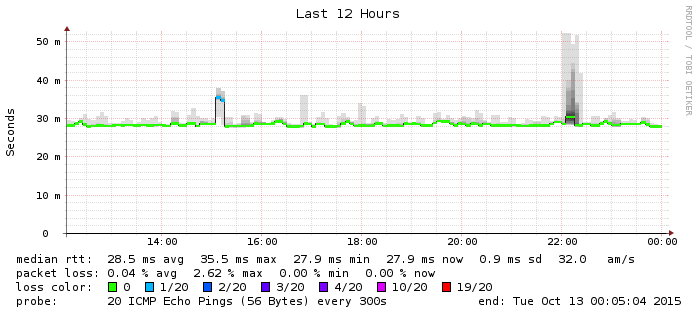 Last 12 Hours
RRDTOOL / TOBI OETIKER
Seconds
50 m
40 m
30 m
20 m
10 m
0
14:00 16:00 18:00 20:00 22:00 00:00
median rtt: 28.5 ms avg 35.5 ms max 27.9 ms min 27.9 ms now 0.9 ms sd 32.0 am/s
packet loss: 0.04 % avg 2.62 % max 0.00 % min 0.00 % now
loss color: 0 1/20 2/20 3/20 4/20 10/20 19/20
probe: 20 ICMP Echo Pings (56 Bytes) every 300s end: Tue Oct 13 00:05:04 2015